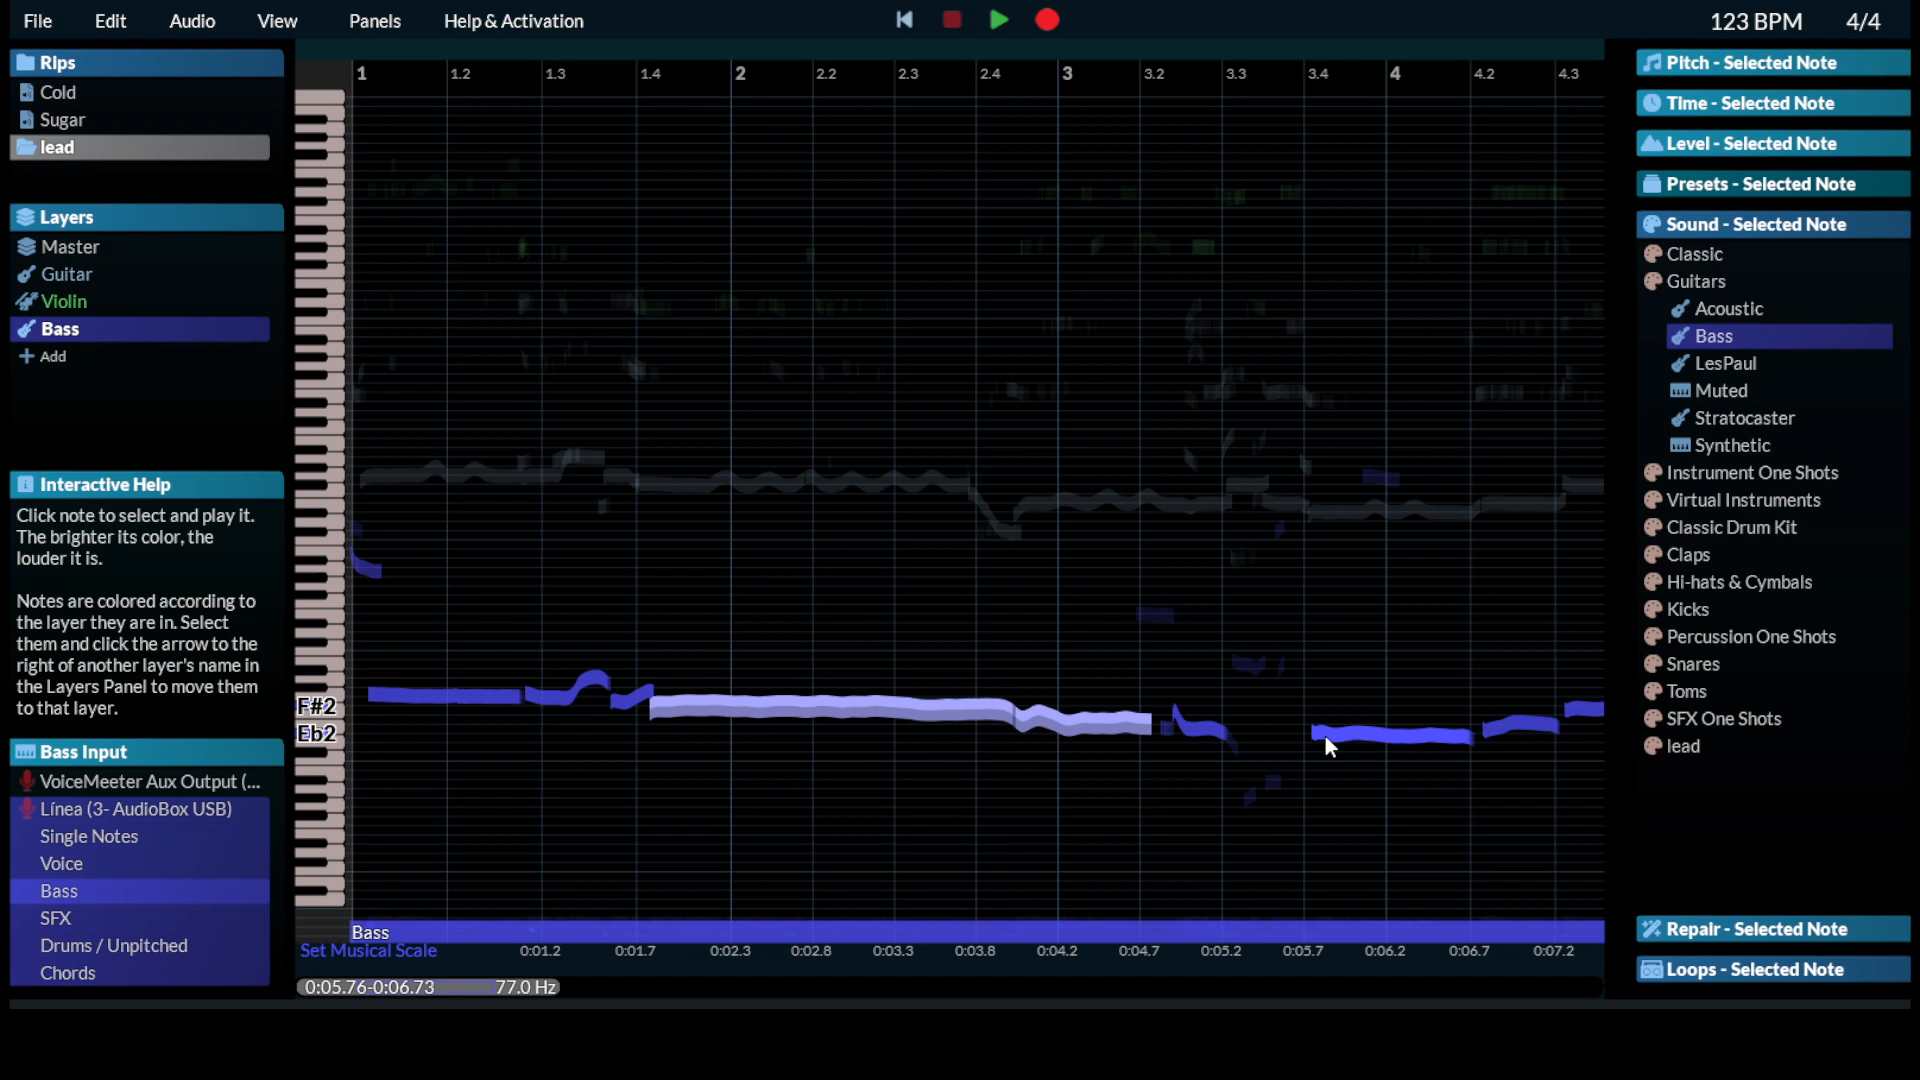 File Edit Audio View Panels Help & Activation 123 BPM 4/4
Rips
Cold
Sugar
lead
Layers
Master
Guitar
Violin
Bass
Add
Interactive Help
Click note to select and play it.
The brighter its color, the
louder it is.
Notes are colored according to
the layer they are in. Select
them and click the arrow to the
right of another layer's name in
the Layers Panel to move them
to that layer.
Bass Input
VoiceMeeter Aux Output (...
Línea (3- AudioBox USB)
Single Notes
Voice
Bass
SFX
Drums / Unpitched
Chords
1 1.2 1.3 1.4 2 2.2 2.3 2.4 3 3.2 3.3 3.4 4 4.2 4.3
F#2
Eb2
Bass
Set Musical Scale 0:01.2 0:01.7 0:02.3 0:02.8 0:03.3 0:03.8 0:04.2 0:04.7 0:05.2 0:05.7 0:06.2 0:06.7 0:07.2
0:05.76-0:06.73 77.0 Hz
Pitch - Selected Note
Time - Selected Note
Level - Selected Note
Presets - Selected Note
Sound - Selected Note
Classic
Guitars
Acoustic
Bass
LesPaul
Muted
Stratocaster
Synthetic
Instrument One Shots
Virtual Instruments
Classic Drum Kit
Claps
Hi-hats & Cymbals
Kicks
Percussion One Shots
Snares
Toms
SFX One Shots
lead
Repair - Selected Note
Loops - Selected Note